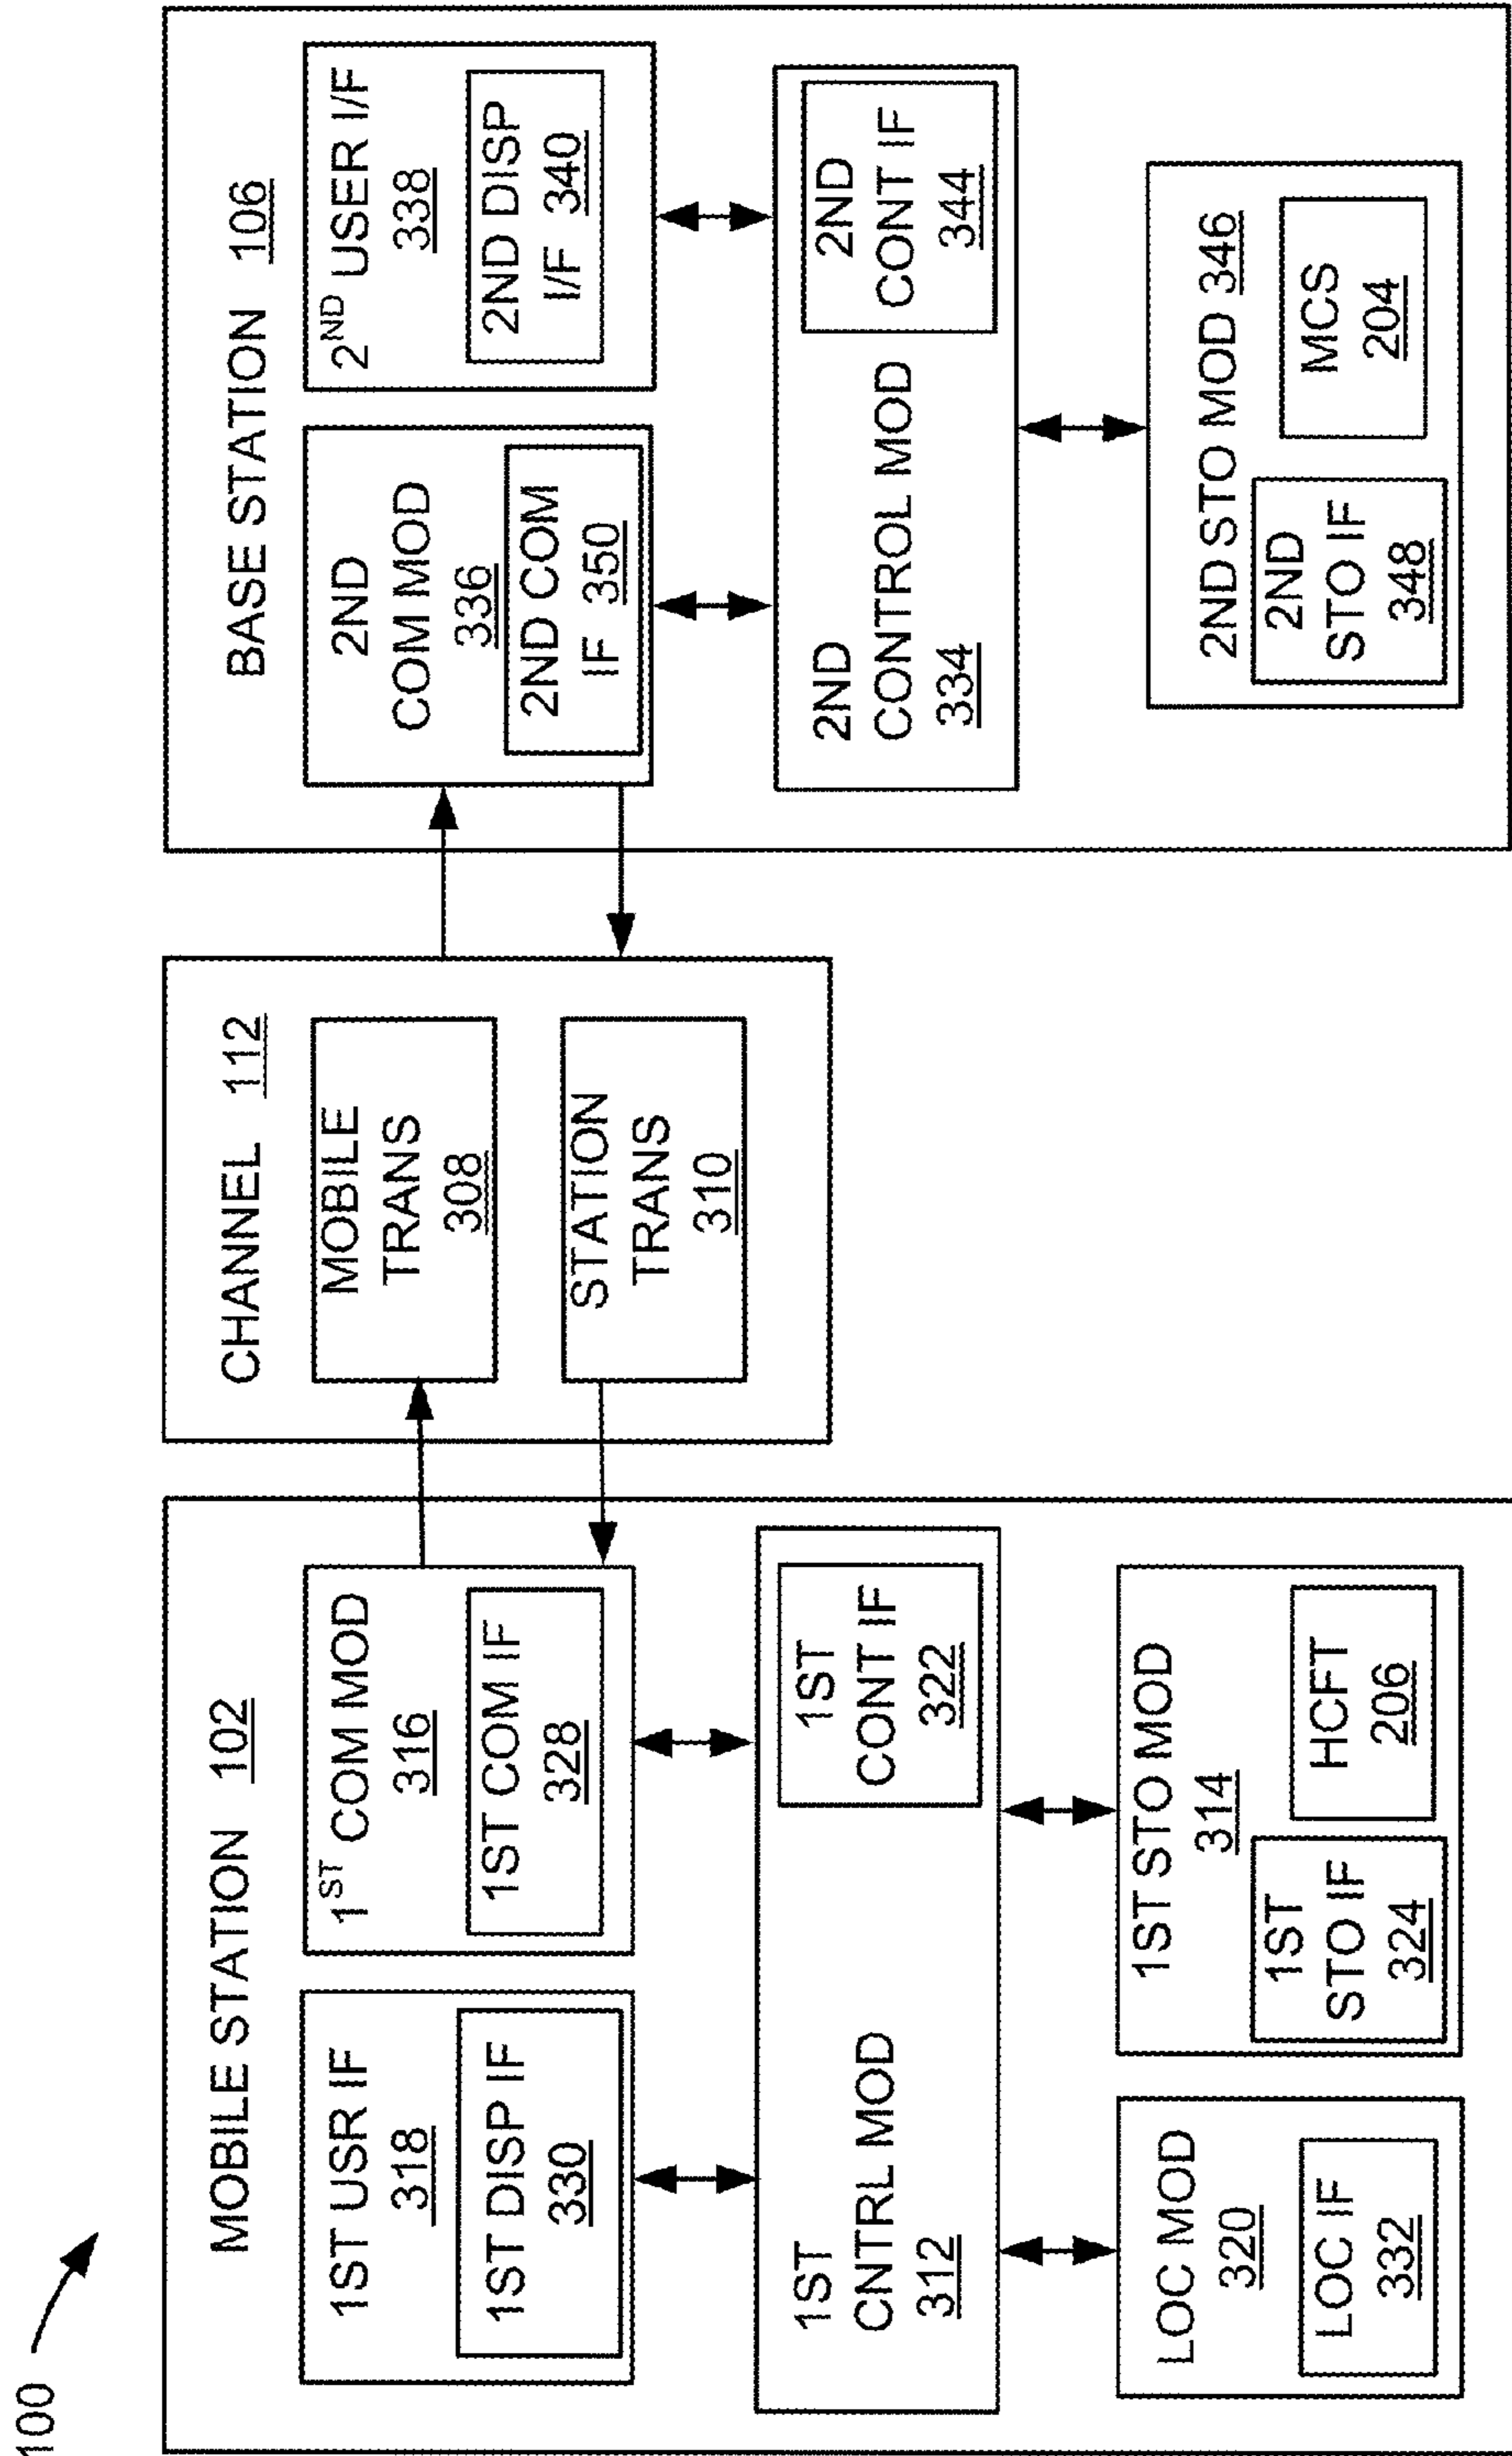 100
MOBILE STATION 102
1ST USR IF
318
1ST DISP IF
330
1ST COM MOD
316
1ST COM IF
328
1ST
CNTRL MOD
312
1ST
CONT IF
322
LOC MOD
320
LOC IF
332
1ST STO MOD
314
1ST
STO IF
324
HCFT
206
CHANNEL 112
MOBILE
TRANS
308
STATION
TRANS
310
BASE STATION 106
2ND
COM MOD
336
2ND COM
IF 350
2ND USER I/F
338
2ND DISP
I/F 340
2ND
CONTROL MOD
334
2ND
CONT IF
344
2ND STO MOD 346
2ND
STO IF
348
MCS
204